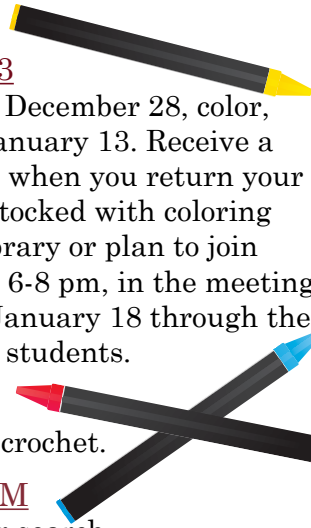 3
December 28, color,
anuary 13. Receive a
when you return your
tocked with coloring
rary or plan to join
6-8 pm, in the meeting
January 18 through the
students.
crochet.
M
r search